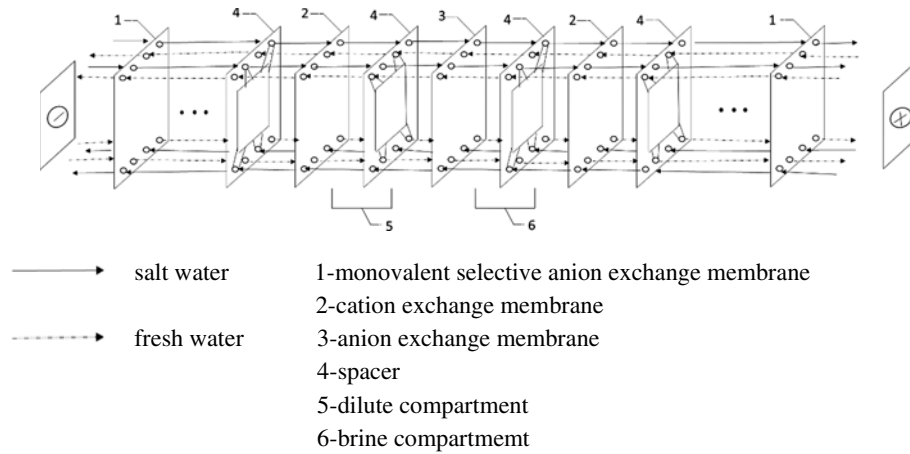 1 4 2 4 3 4 2 4 1
5 6
salt water 1-monovalent selective anion exchange membrane
2-cation exchange membrane
fresh water 3-anion exchange membrane
4-spacer
5-dilute compartment
6-brine compartmemt